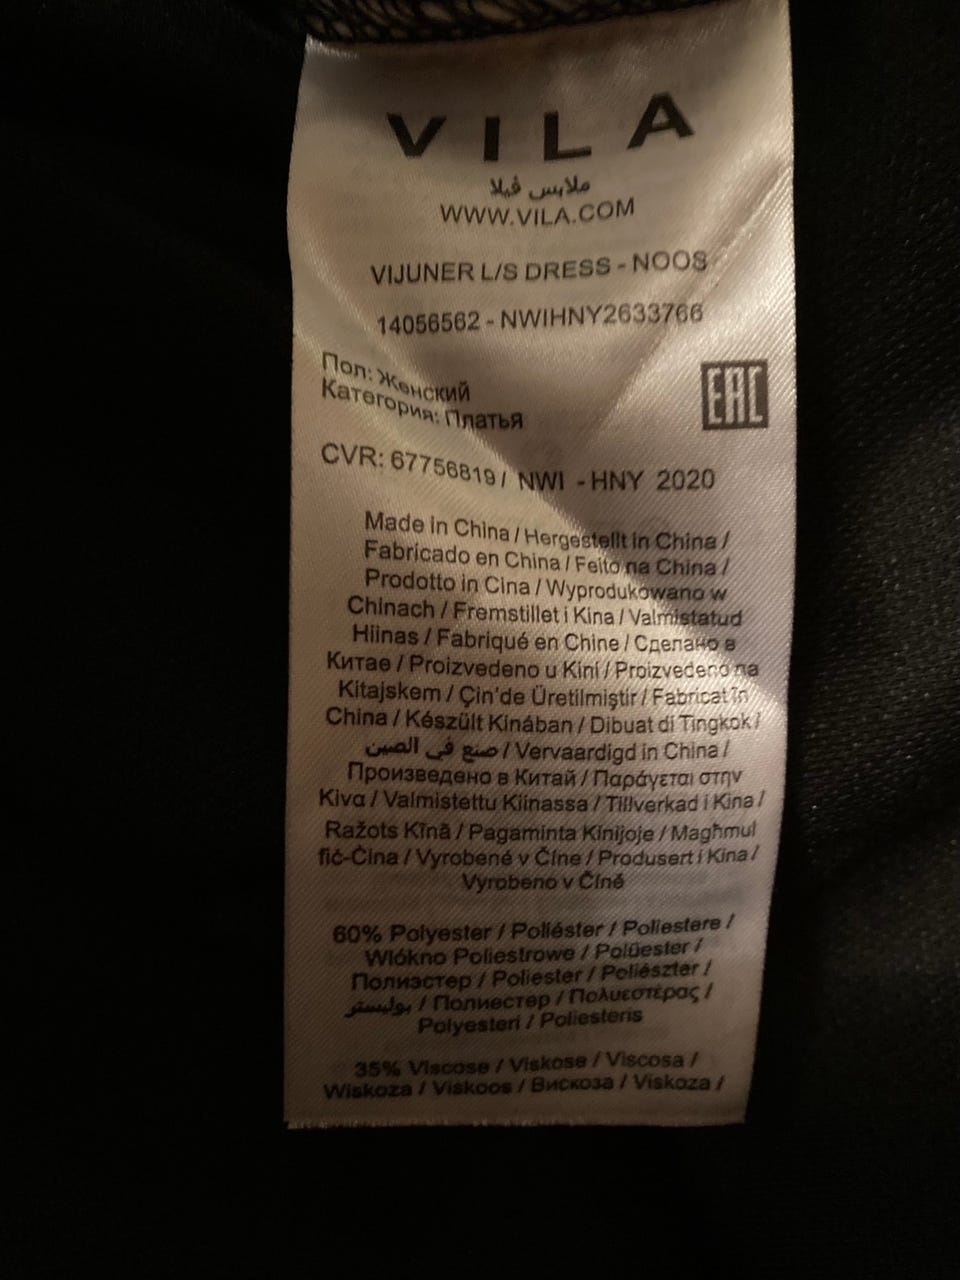 VILA
ملابس ڤيلا
WWW.VILA.COM
VIJUNER L/S DRESS - NOOS
14056562 - NWIHNY2633766
Пол: Женский
Категория: Платья
EAC
CVR: 67756819 / NWI - HNY 2020
Made in China / Hergestellt in China /
Fabricado en China / Feito na China /
Prodotto in Cina / Wyprodukowano w
Chinach / Fremstillet i Kina / Valmistatud
Hiinas / Fabriqué en Chine / Сделано в
Китае / Proizvedeno u Kini / Proizvedeno na
Kitajskem / Çin'de Üretilmiştir / Fabricat în
China / Készült Kinában / Dibuat di Tingkok /
صنع في الصين / Vervaardigd in China /
Произведено в Китай / Παράγεται στην
Κίνα / Valmistettu Kiinassa / Tillverkad i Kina /
Ražots Ķīnā / Pagaminta Kinijoje / Magħmul
fiċ-Ċina / Vyrobené v Číne / Produsert i Kina /
Vyrobeno v Číně
60% Polyester / Poliéster / Poliestere /
Włókno Poliestrowe / Polüester /
Полиэстер / Poliester / Poliészter /
بوليستر / Полиестер / Πολυεστέρας /
Polyesteri / Poliesteris
35% Viscose / Viskose / Viscosa /
Wiskoza / Viskoos / Вискоза / Viskoza /